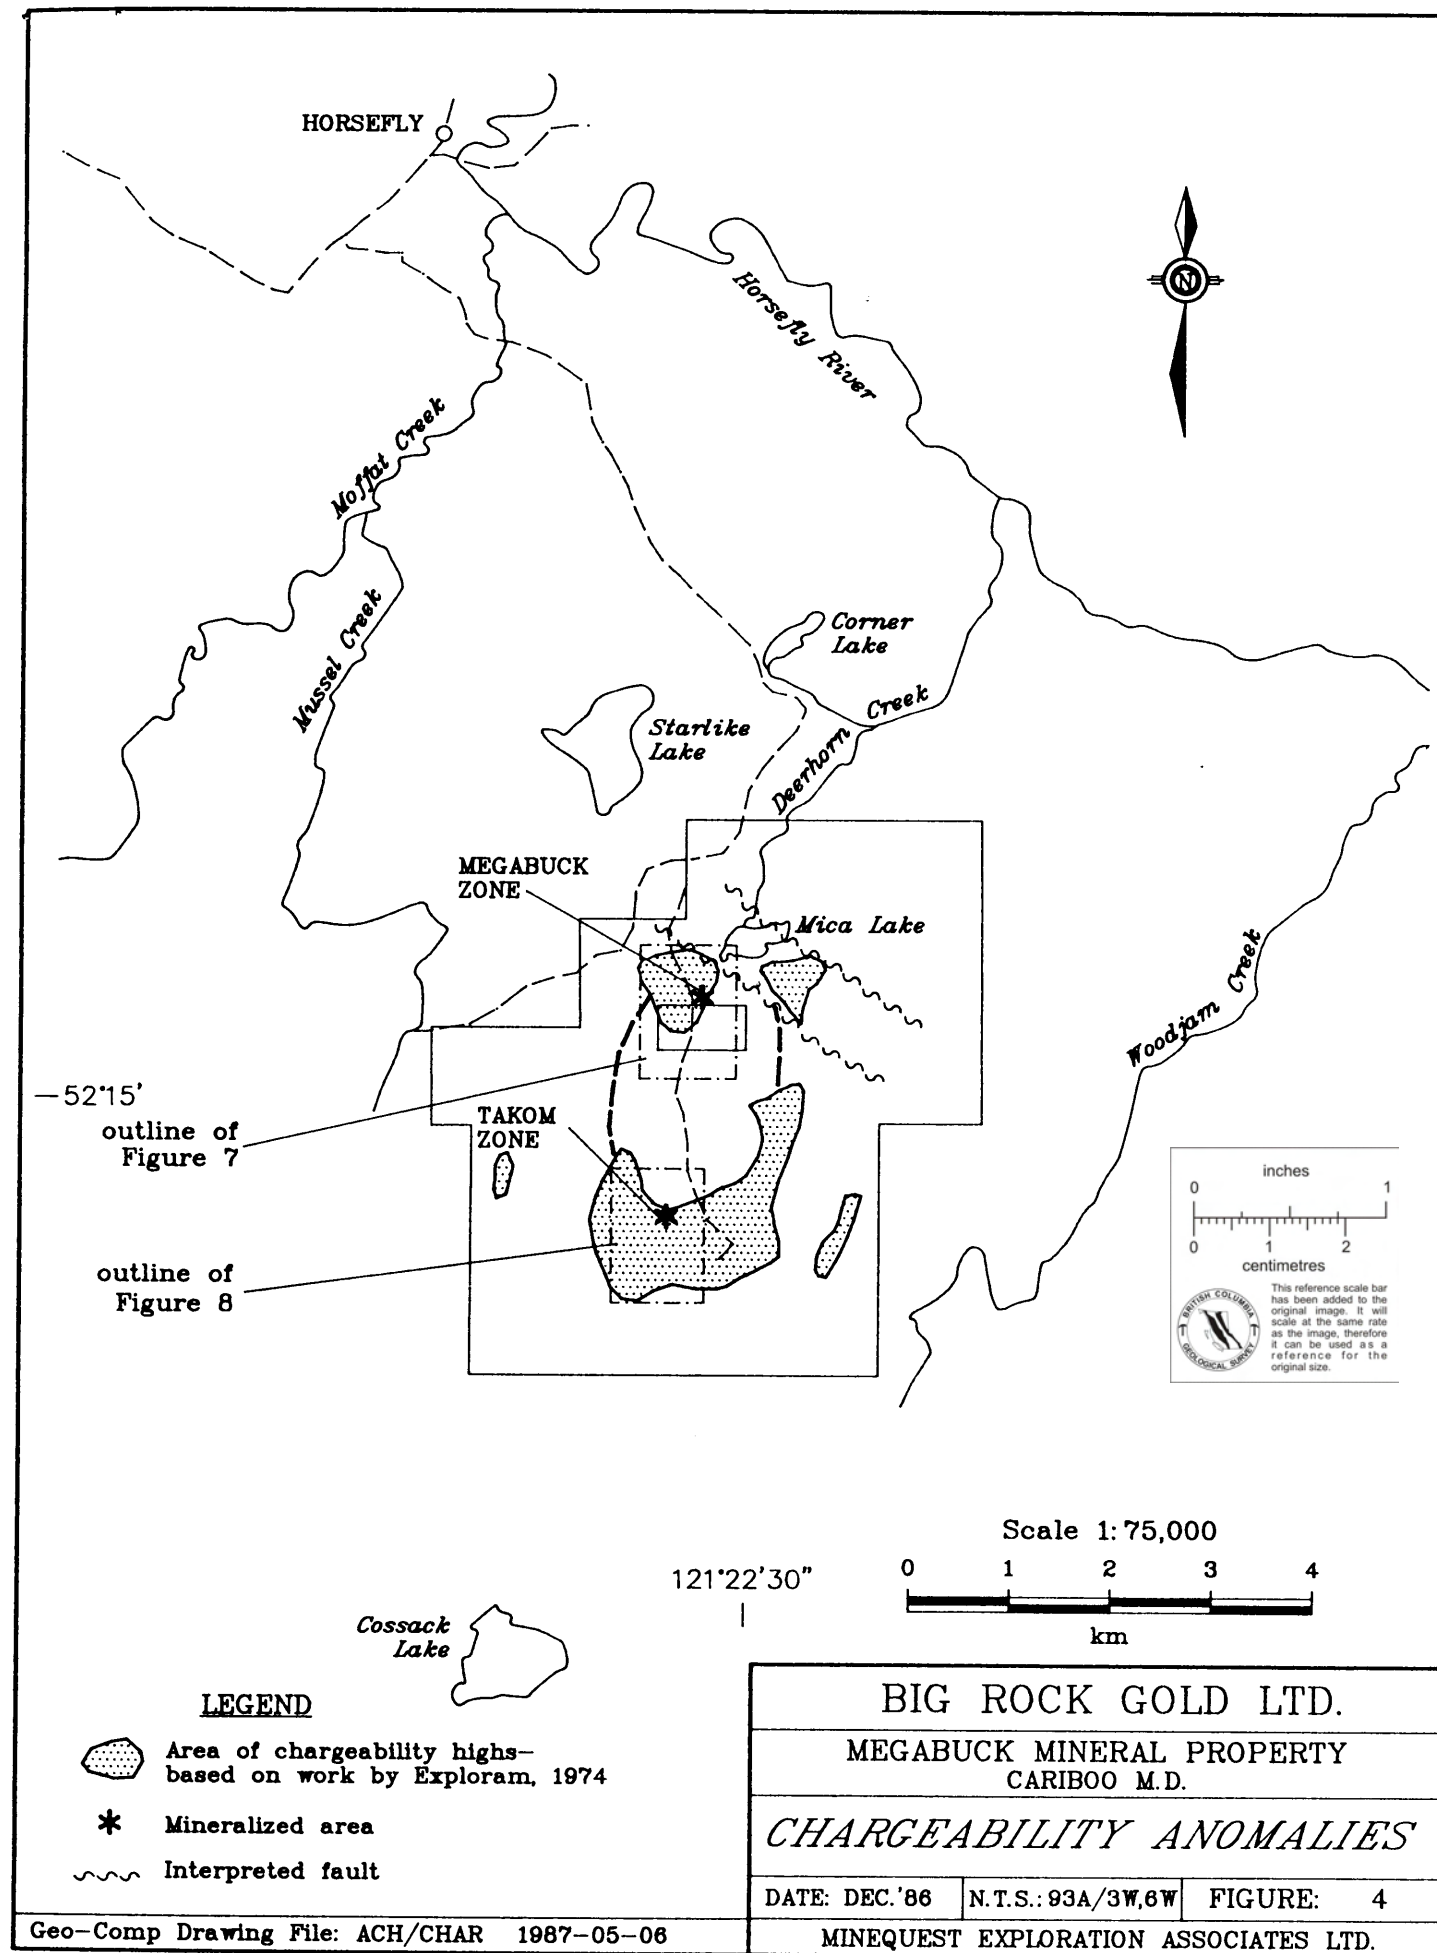 HORSEFLY
N
Horsefly River
Moffat Creek
Mussel Creek
Corner
Lake
Starlike
Lake
Deerhorn Creek
MEGABUCK
ZONE
Mica Lake
Woodjam Creek
—52°15'
outline of
Figure 7
TAKOM
ZONE
outline of
Figure 8
inches
0 1
0 1 2
centimetres
This reference scale bar
has been added to the
original image. It will
scale at the same rate
as the image, therefore
it can be used as a
reference for the
original size.
BRITISH COLUMBIA
GEOLOGICAL SURVEY
Scale 1:75,000
0 1 2 3 4
km
121°22'30"
Cossack
Lake
LEGEND
Area of chargeability highs—
based on work by Exploram, 1974
Mineralized area
Interpreted fault
Geo-Comp Drawing File: ACH/CHAR 1987-05-06
BIG ROCK GOLD LTD.
MEGABUCK MINERAL PROPERTY
CARIBOO M.D.
CHARGEABILITY ANOMALIES
DATE: DEC.'86 N.T.S.: 93A/3W,6W FIGURE: 4
MINEQUEST EXPLORATION ASSOCIATES LTD.